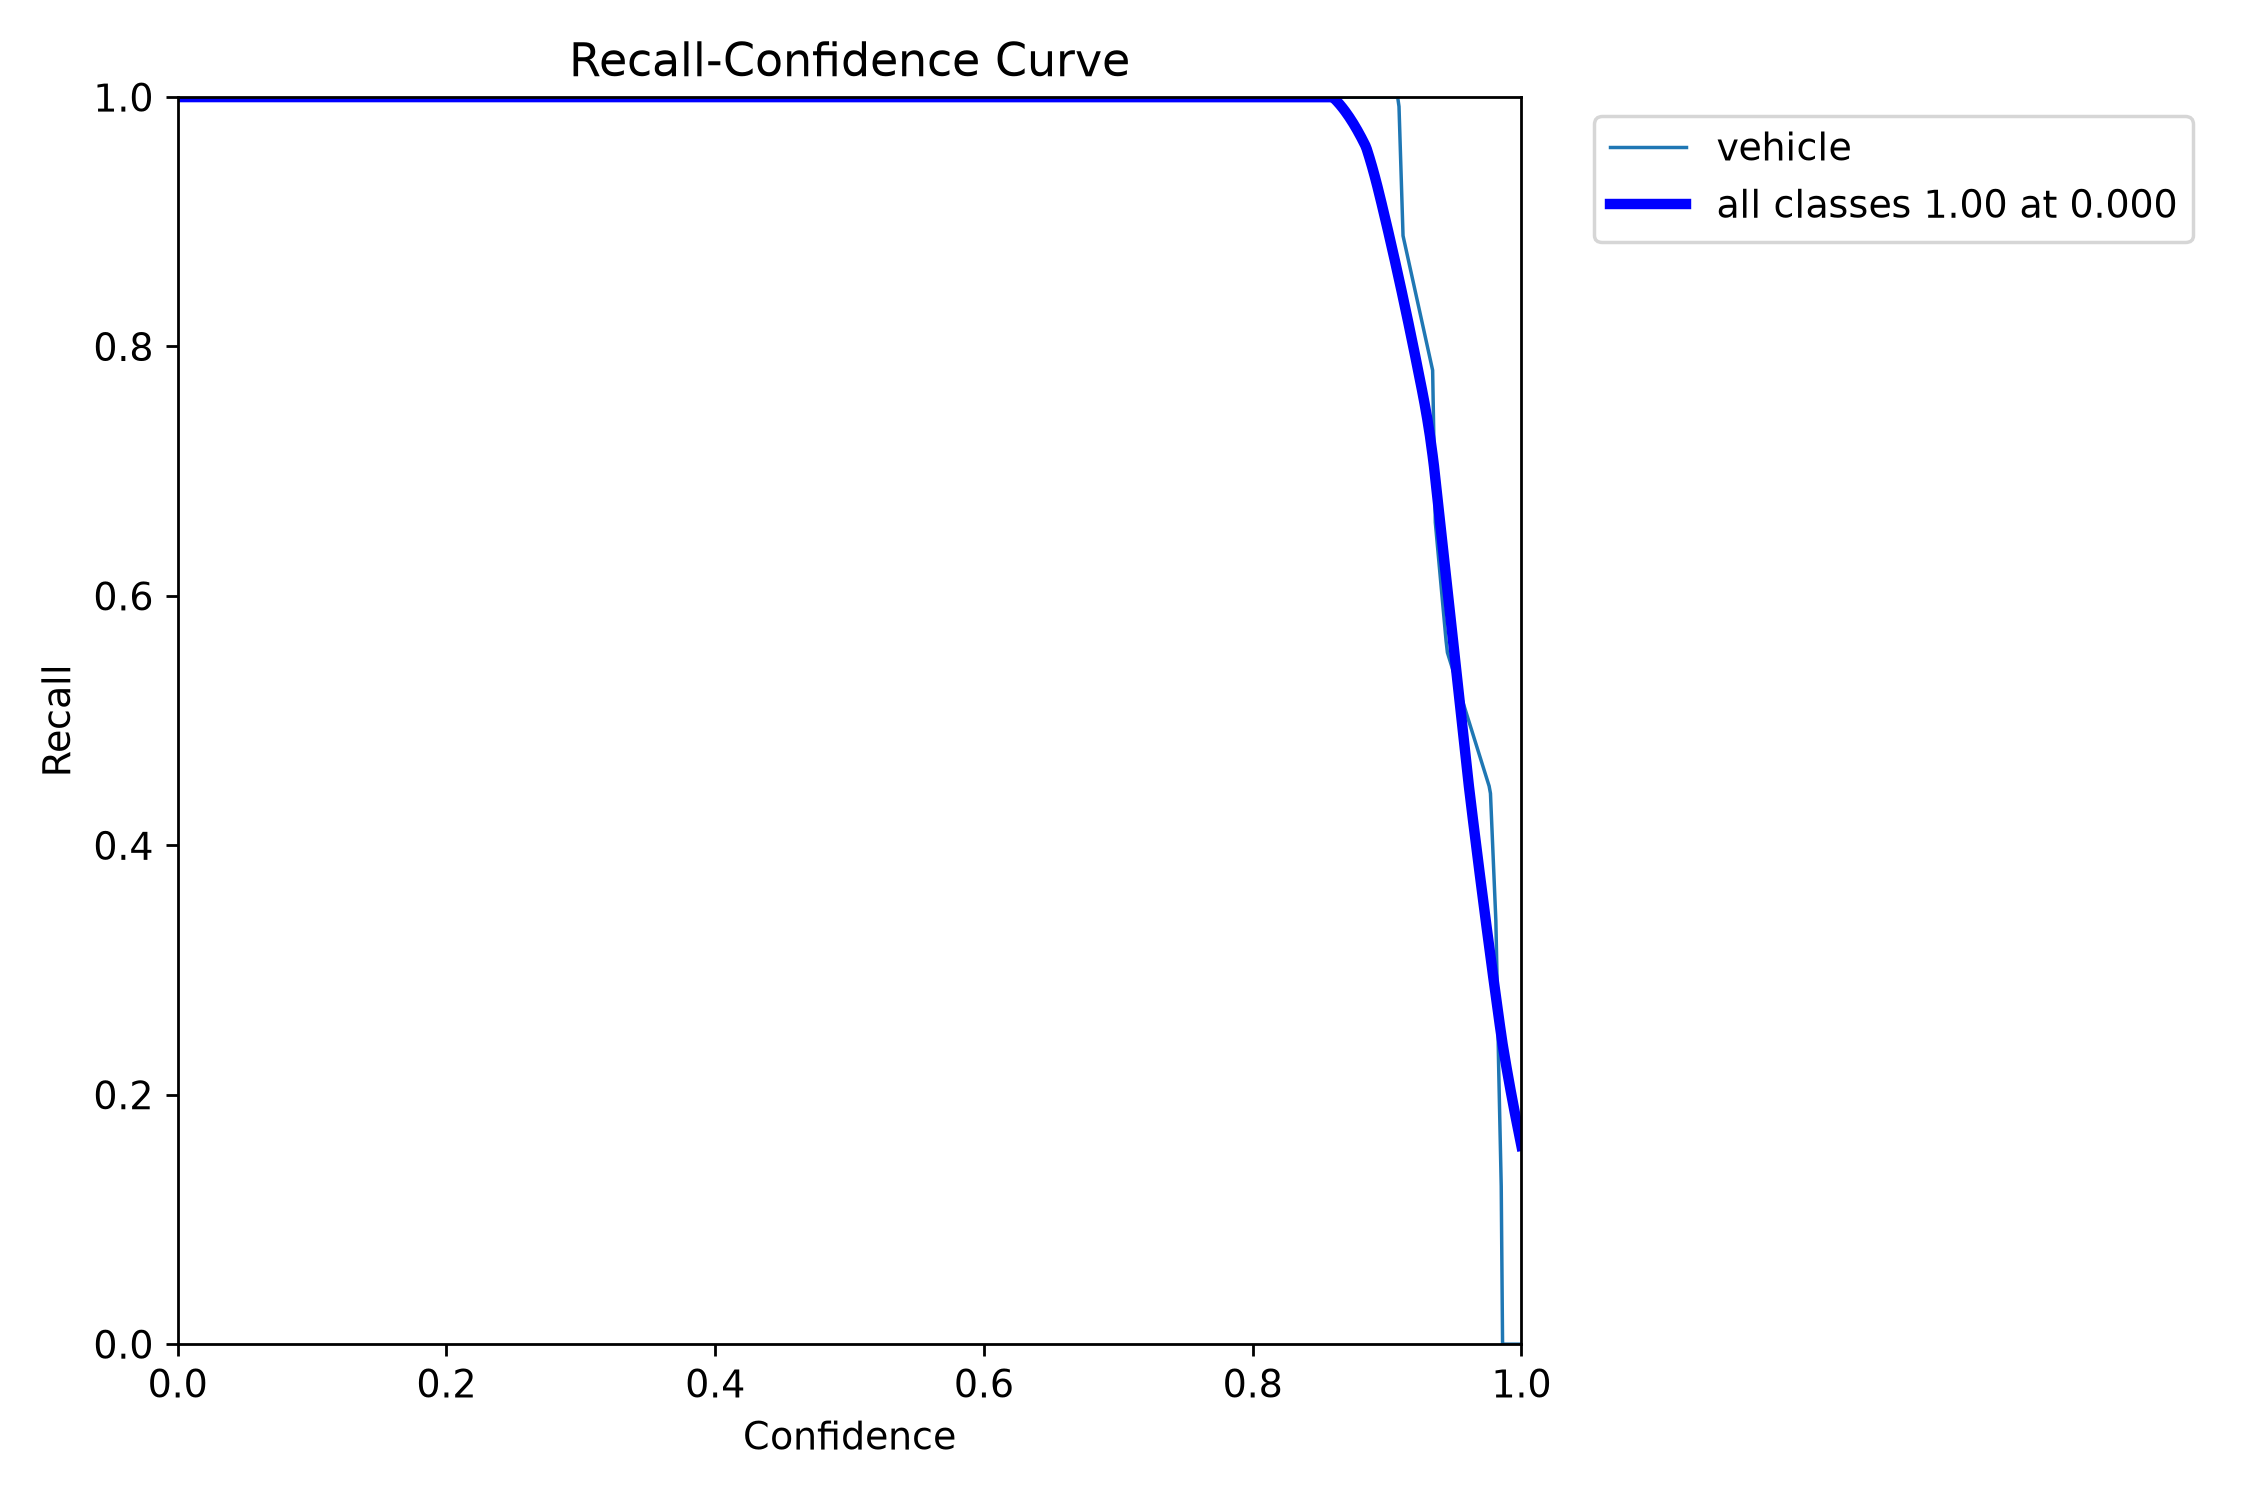 Recall-Confidence Curve
1.0
0.8
0.6
0.4
0.2
0.0
Recall
0.0 0.2 0.4 0.6 0.8 1.0
Confidence
vehicle
all classes 1.00 at 0.000